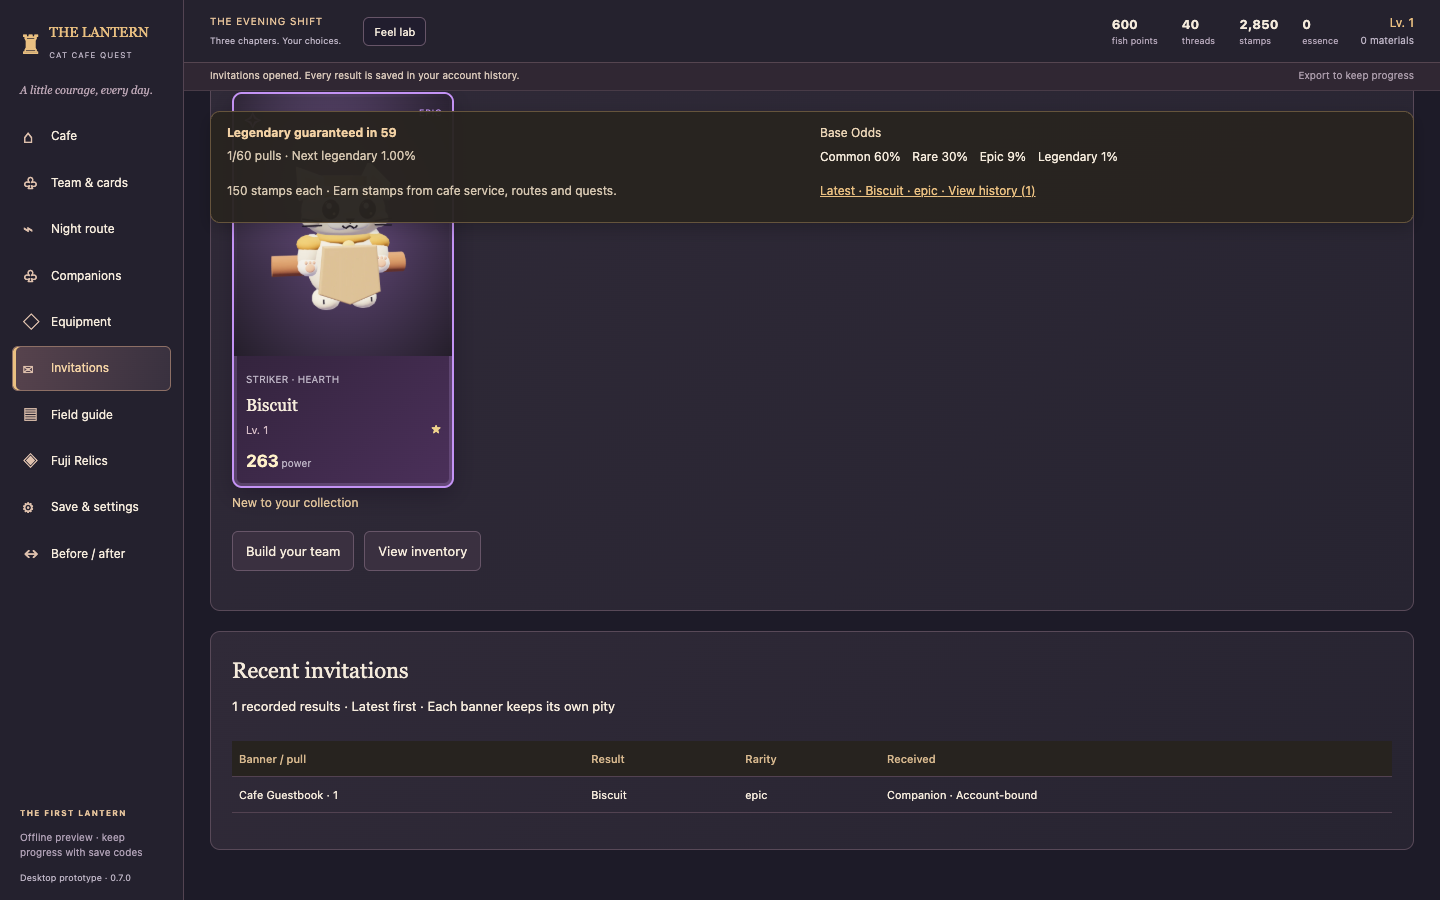 THE LANTERN
CAT CAFE QUEST
A little courage, every day.
Cafe
Team & cards
Night route
Companions
Equipment
Invitations
Field guide
Fuji Relics
Save & settings
Before / after
THE FIRST LANTERN
Offline preview · keep
progress with save codes
Desktop prototype · 0.7.0
THE EVENING SHIFT
Three chapters. Your choices.
Feel lab
600
fish points
40
threads
2,850
stamps
0
essence
Lv. 1
0 materials
Invitations opened. Every result is saved in your account history.
Export to keep progress
Legendary guaranteed in 59
1/60 pulls · Next legendary 1.00%
150 stamps each · Earn stamps from cafe service, routes and quests.
Base Odds
Common 60% Rare 30% Epic 9% Legendary 1%
Latest · Biscuit · epic · View history (1)
STRIKER · HEARTH
Biscuit
Lv. 1
263 power
New to your collection
Build your team
View inventory
Recent invitations
1 recorded results · Latest first · Each banner keeps its own pity
Banner / pull Result Rarity Received
Cafe Guestbook · 1 Biscuit epic Companion · Account-bound